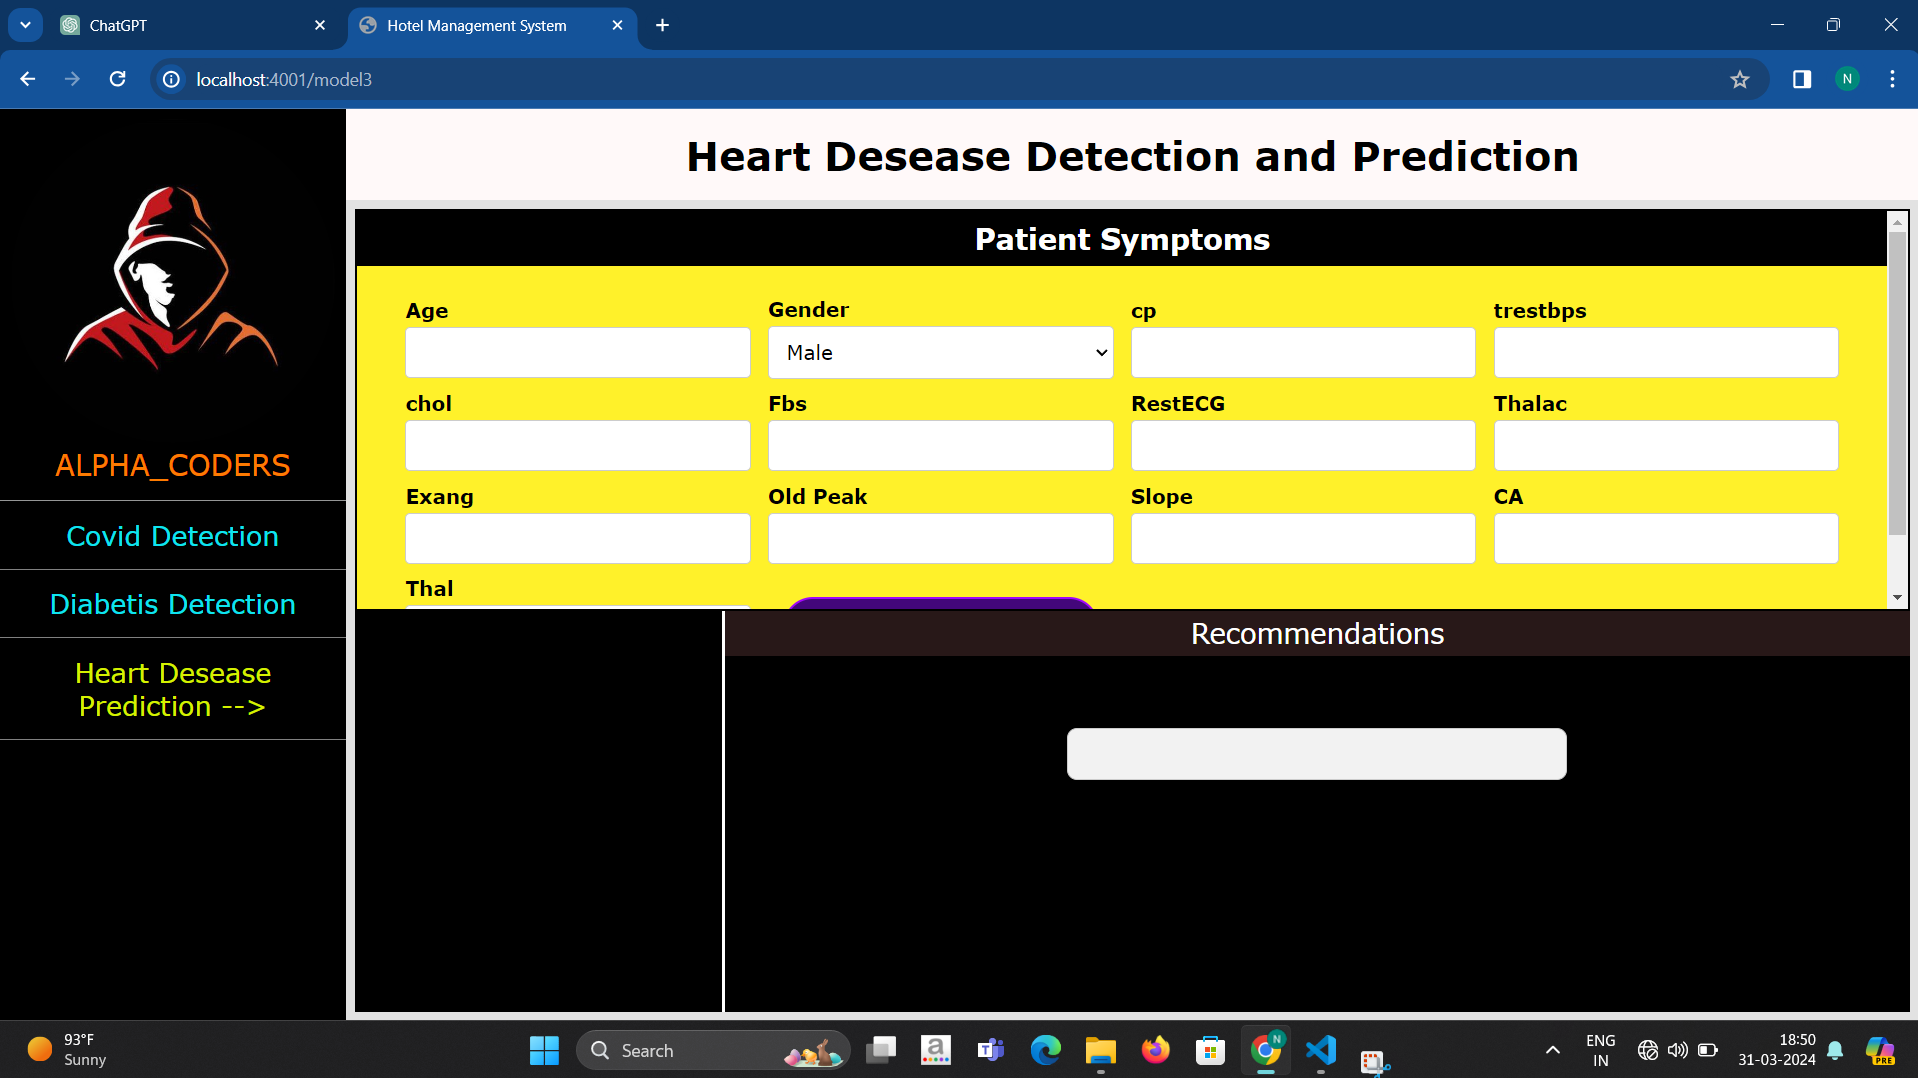 ChatGPT
Hotel Management System
localhost:4001/model3
N
Heart Desease Detection and Prediction
Patient Symptoms
Age
Gender
cp
trestbps
Male
chol
Fbs
RestECG
Thalac
Exang
Old Peak
Slope
CA
Thal
ALPHA_CODERS
Covid Detection
Diabetis Detection
Heart Desease
Prediction -->
Recommendations
93°F
Sunny
Search
a
T
N
ENG
IN
18:50
31-03-2024
PRE